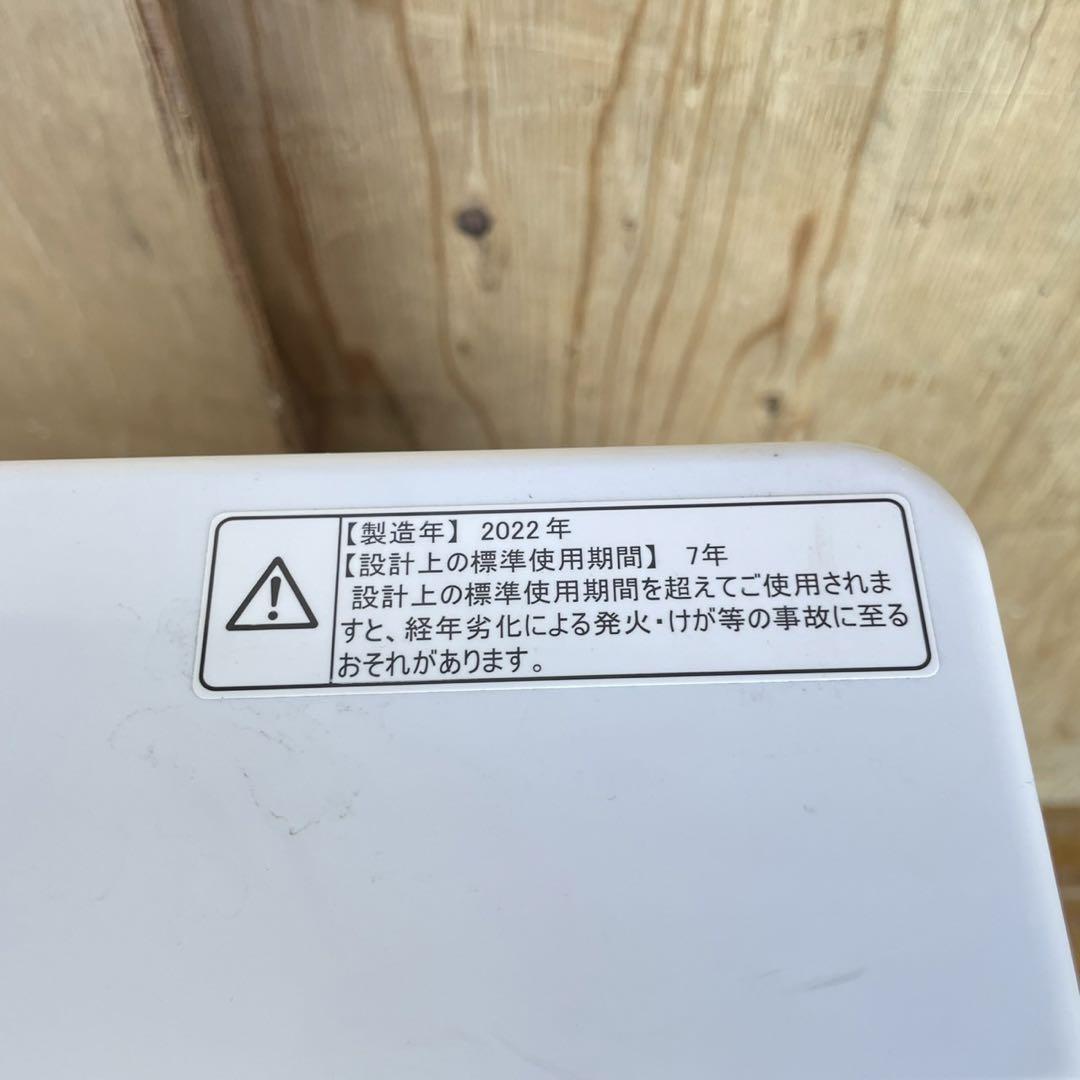 【製造年】 2022年
【設計上の標準使用期間】 7年
設計上の標準使用期間を超えてご使用されま
すと、経年劣化による発火・けが等の事故に至る
おそれがあります。